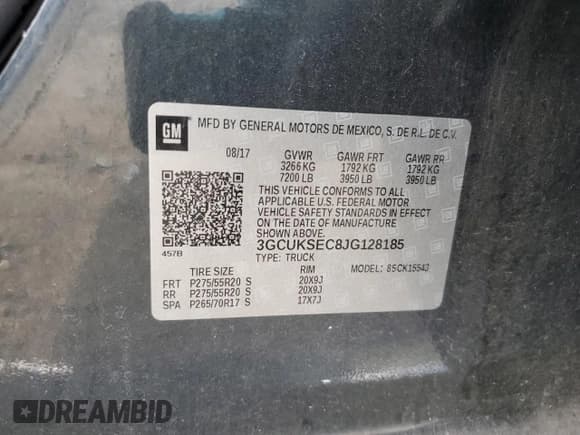 GM
MFD BY GENERAL MOTORS DE MEXICO, S. DE R.L. DE C.V.
08/17 GVWR GAWR FRT GAWR RR
3266 KG 1792 KG 1792 KG
7200 LB 3950 LB 3950 LB
THIS VEHICLE CONFORMS TO ALL
APPLICABLE U.S. FEDERAL MOTOR
VEHICLE SAFETY STANDARDS IN EFFECT
ON THE DATE OF MANUFACTURE
SHOWN ABOVE.
457B 3GCUKSEC8JG128185
TYPE: TRUCK MODEL: 85CK15543
TIRE SIZE RIM
FRT P275/55R20 S 20X9J
RR P275/55R20 S 20X9J
SPA P265/70R17 S 17X7J
DREAMBID